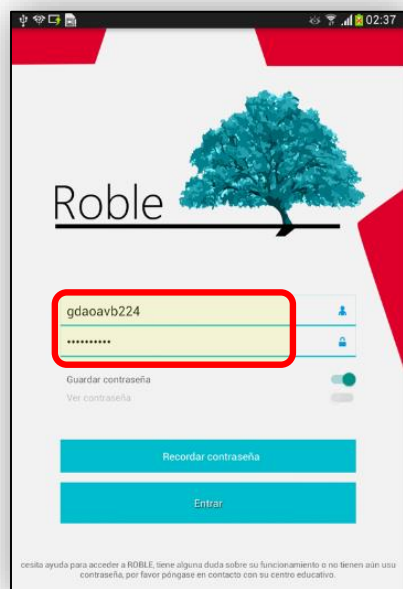 02:37
Roble
gdaoavb224
••••••••••
Guardar contraseña
Ver contraseña
Recordar contraseña
Entrar
cesita ayuda para acceder a ROBLE, tiene alguna duda sobre su funcionamiento o no tienen aún usu
contraseña, por favor póngase en contacto con su centro educativo.